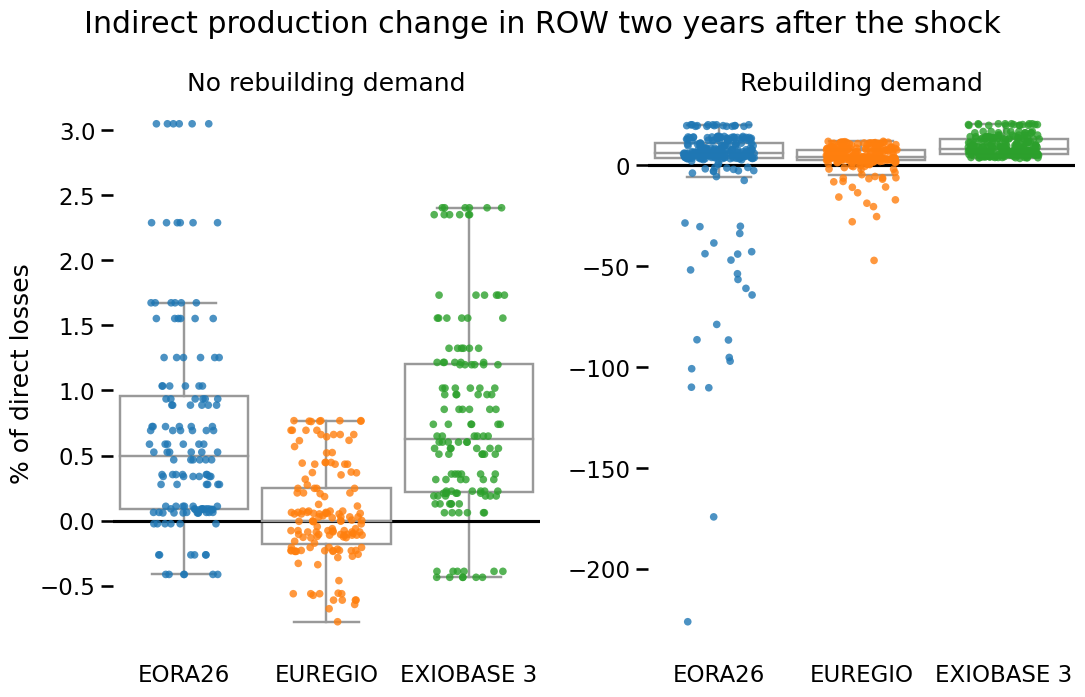 Indirect production change in ROW two years after the shock
No rebuilding demand
% of direct losses
3.0
2.5
2.0
1.5
1.0
0.5
0.0
−0.5
EORA26
EUREGIO
EXIOBASE 3
Rebuilding demand
0
−50
−100
−150
−200
EORA26
EUREGIO
EXIOBASE 3